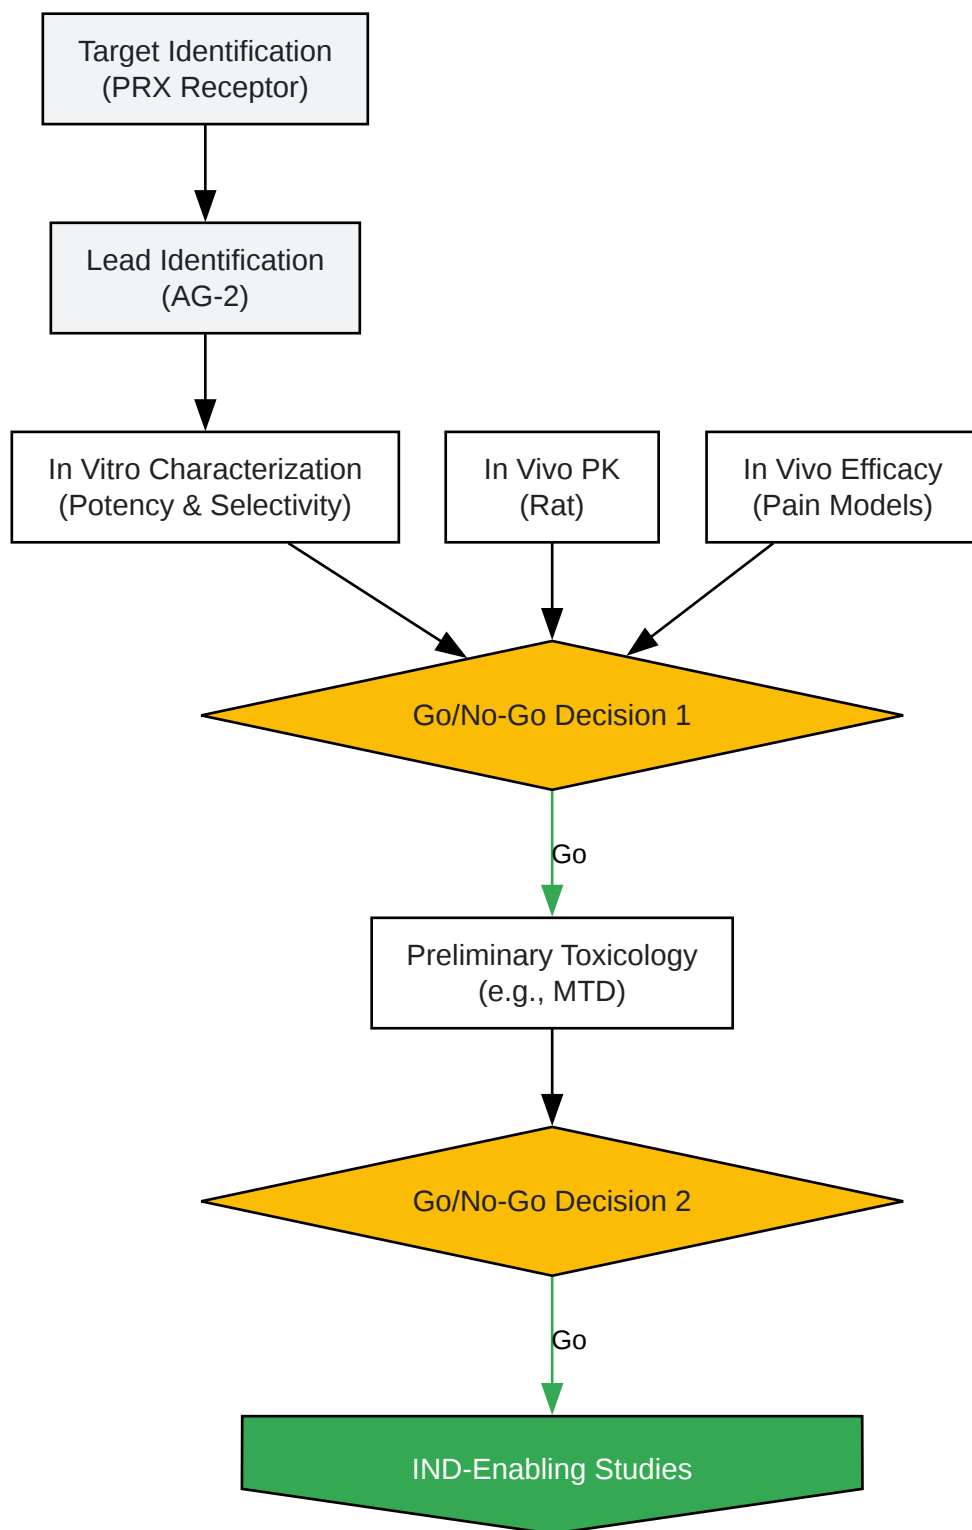 Target Identification
(PRX Receptor)
Lead Identification
(AG-2)
In Vitro Characterization
(Potency & Selectivity)
In Vivo PK
(Rat)
In Vivo Efficacy
(Pain Models)
Go/No-Go Decision 1
Go
Preliminary Toxicology
(e.g., MTD)
Go/No-Go Decision 2
Go
IND-Enabling Studies